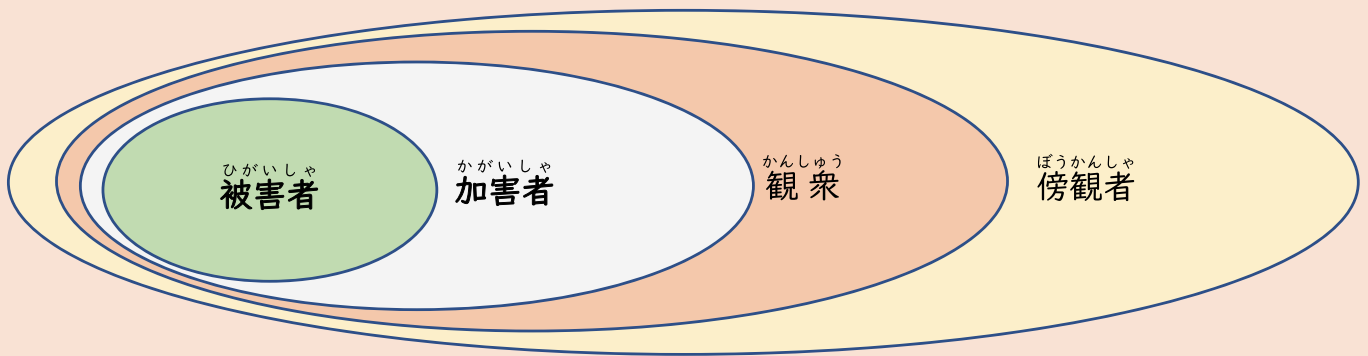 ひがいしゃ
被害者
かがいしゃ
加害者
かんしゅう
観衆
ぼうかんしゃ
傍観者